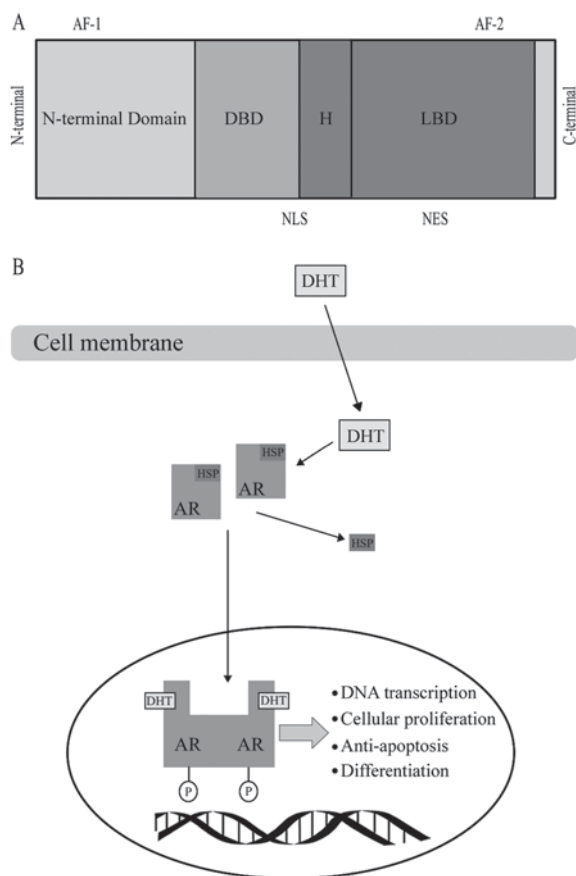 A
AF-1 AF-2
N-terminal
N-terminal Domain DBD H LBD
C-terminal
NLS NES
B
DHT
Cell membrane
DHT
HSP
AR
HSP
AR
HSP
DHT DHT
AR AR
P P
• DNA transcription
• Cellular proliferation
• Anti-apoptosis
• Differentiation